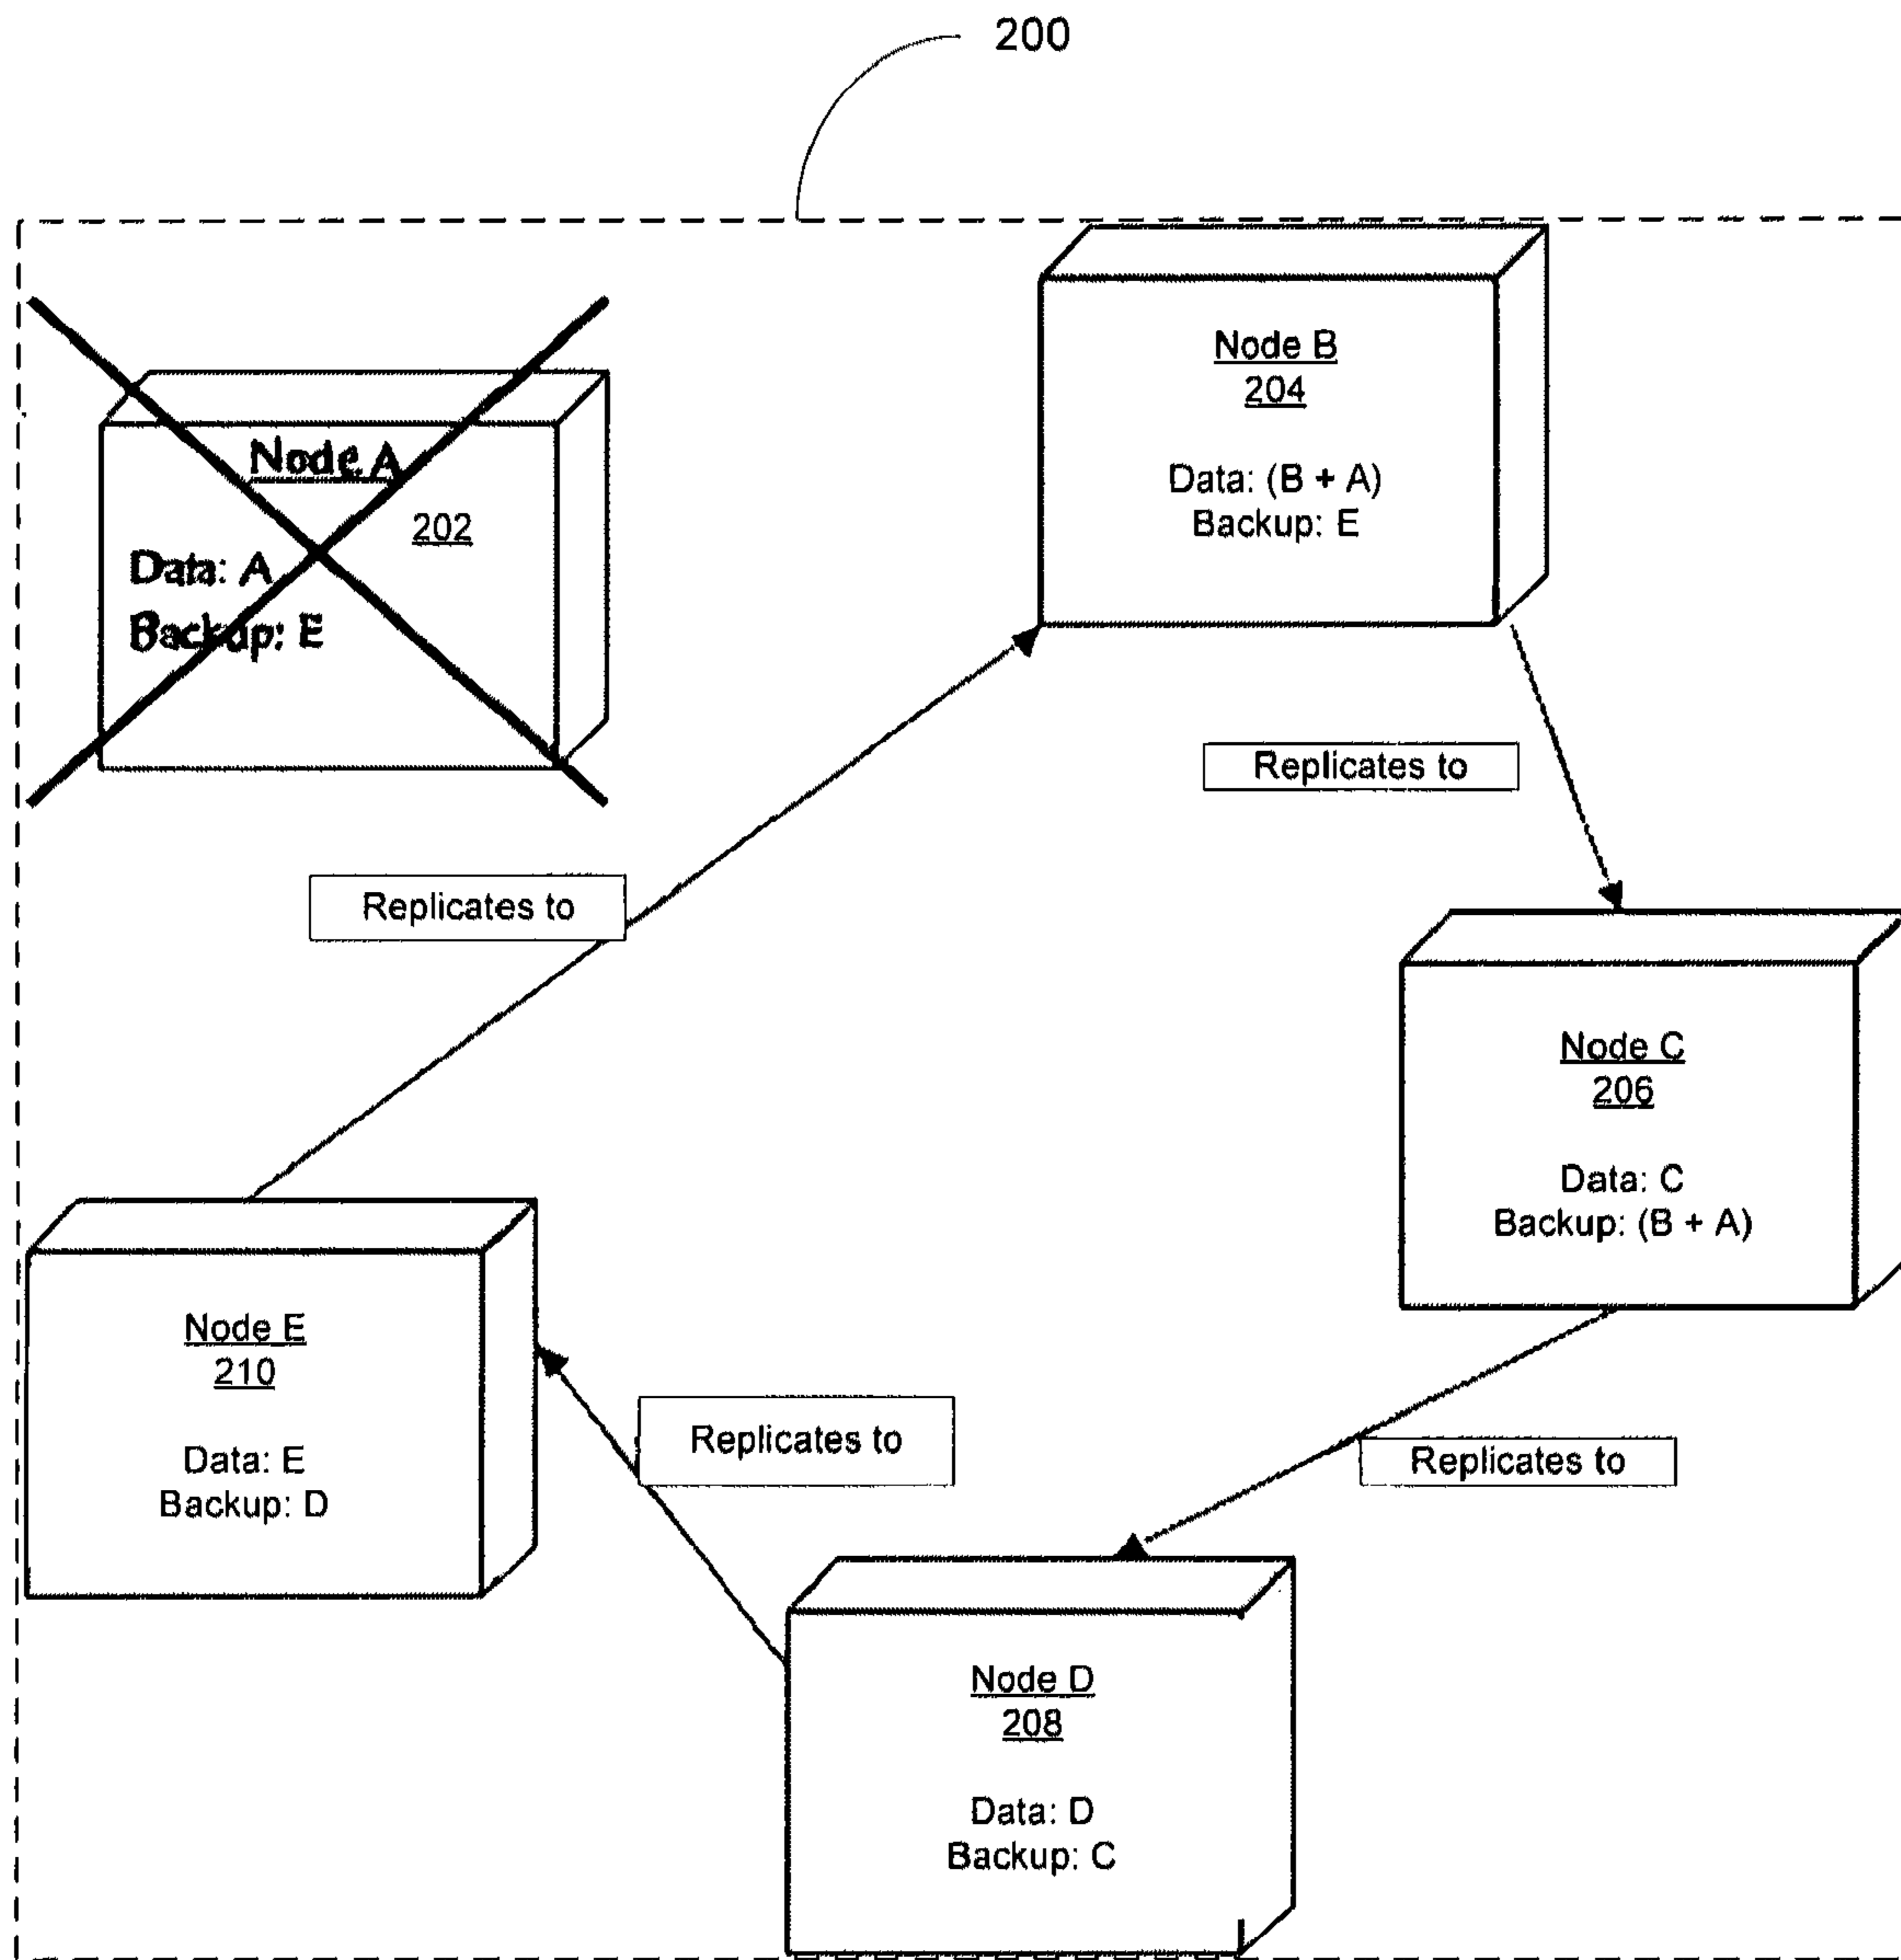 200
Node B
204
Data: (B + A)
Backup: E
Node A
202
Data: A
Backup: E
Replicates to
Replicates to
Node C
206
Data: C
Backup: (B + A)
Node E
210
Data: E
Backup: D
Replicates to
Replicates to
Node D
208
Data: D
Backup: C